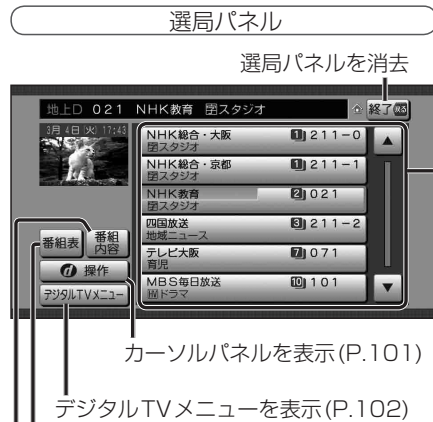 選局パネル
選局パネルを消去
地上D 021 NHK教育 圏スタジオ
終了
3月 4日(火) 17:43
NHK総合・大阪 1 211-0
圏スタジオ
NHK総合・京都 1 211-1
圏スタジオ
NHK教育 2 021
圏スタジオ
四国放送 3 211-2
地域ニュース
テレビ大阪 7 071
育児
MBS毎日放送 10 101
ドラマ
番組表
番組内容
d 操作
デジタルTVメニュー
カーソルパネルを表示(P.101)
デジタルTVメニューを表示(P.102)